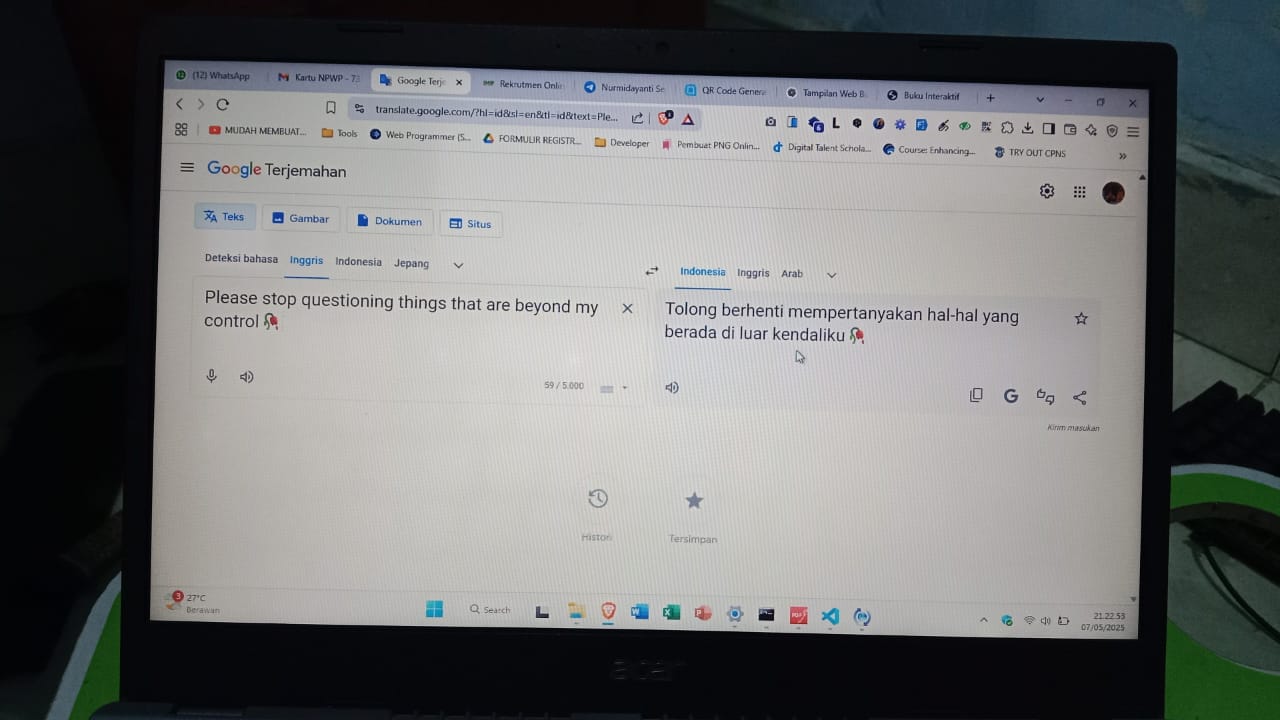 (12) WhatsApp
Kartu NPWP - 73
Google Terje
Rekrutmen Onlin
Nurmidayanti Se
QR Code Genera
Tampilan Web B
Buku Interaktif
translate.google.com/?hl=id&sl=en&tl=id&text=Ple...
MUDAH MEMBUAT...
Tools
Web Programmer (S...
FORMULIR REGISTR...
Developer
Pembuat PNG Onlin...
Digital Talent Schola...
Course: Enhancing...
TRY OUT CPNS
Google Terjemahan
Teks
Gambar
Dokumen
Situs
Deteksi bahasa
Inggris
Indonesia
Jepang
Indonesia
Inggris
Arab
Please stop questioning things that are beyond my
control 🥀
59 / 5.000
Tolong berhenti mempertanyakan hal-hal yang
berada di luar kendaliku 🥀
Kirim masukan
Histori
Tersimpan
3
27°C
Berawan
Search
21.22.53
07/05/2025
acer